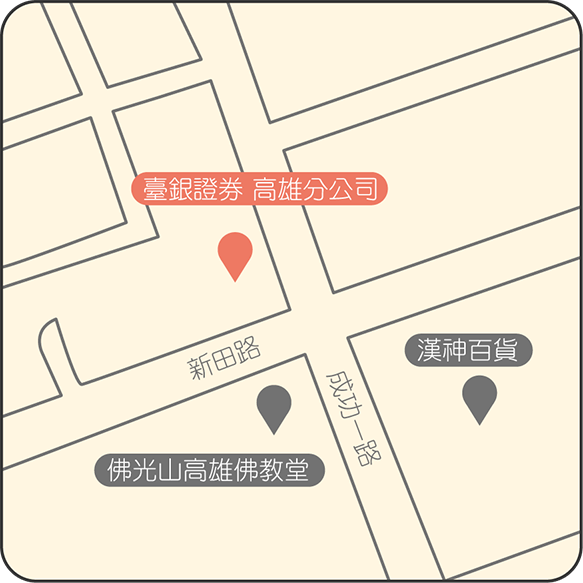 臺銀證券 高雄分公司
新田路
漢神百貨
成功一路
佛光山高雄佛教堂